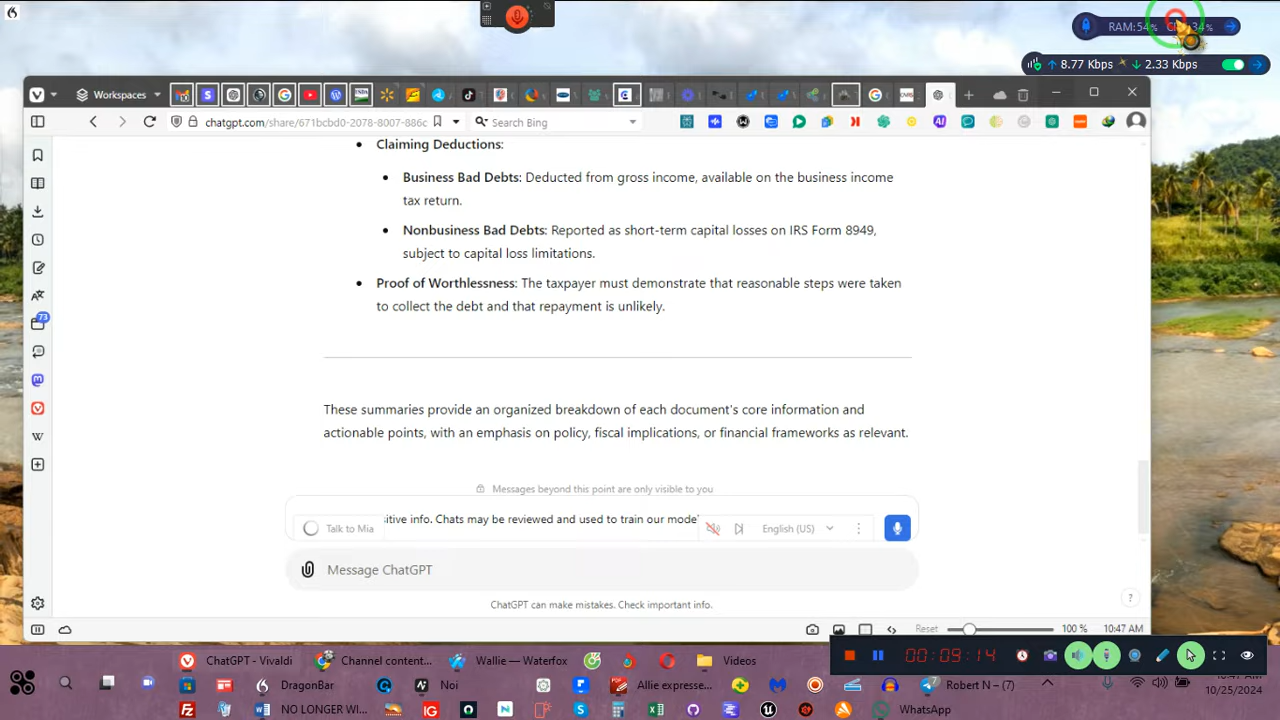 RAM:54%
34%
8.77 Kbps
2.33 Kbps
Workspaces
chatgpt.com/share/671bcbd0-2078-8007-886c
Search Bing
Claiming Deductions:
Business Bad Debts: Deducted from gross income, available on the business income
tax return.
Nonbusiness Bad Debts: Reported as short-term capital losses on IRS Form 8949,
subject to capital loss limitations.
Proof of Worthlessness: The taxpayer must demonstrate that reasonable steps were taken
to collect the debt and that repayment is unlikely.
These summaries provide an organized breakdown of each document's core information and
actionable points, with an emphasis on policy, fiscal implications, or financial frameworks as relevant.
Messages beyond this point are only visible to you
Talk to Mia
sitive info. Chats may be reviewed and used to train our model
English (US)
Message ChatGPT
ChatGPT can make mistakes. Check important info.
?
73
Reset
100 %
10:47 AM
00:09:14
ChatGPT - Vivaldi
Channel content...
Wallie — Waterfox
Videos
DragonBar
Noi
Allie expresse...
Robert N – (7)
NO LONGER WI...
WhatsApp
10/25/2024